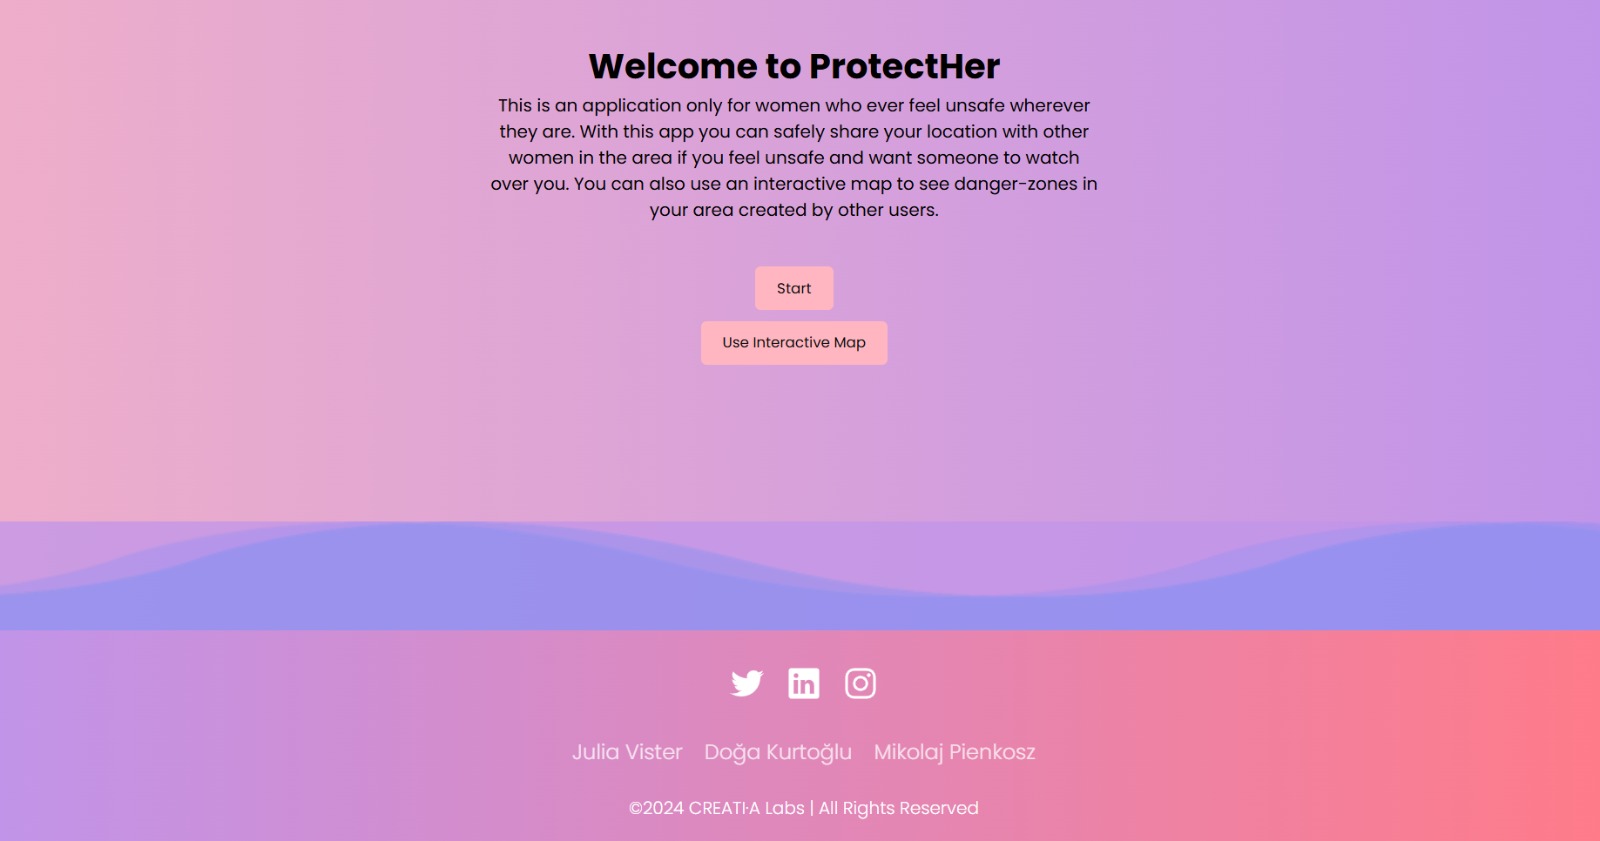 Welcome to ProtectHer
This is an application only for women who ever feel unsafe wherever
they are. With this app you can safely share your location with other
women in the area if you feel unsafe and want someone to watch
over you. You can also use an interactive map to see danger-zones in
your area created by other users.
Start
Use Interactive Map
in
Julia Vister Doğa Kurtoğlu Mikolaj Pienkosz
©2024 CREATI·A Labs | All Rights Reserved